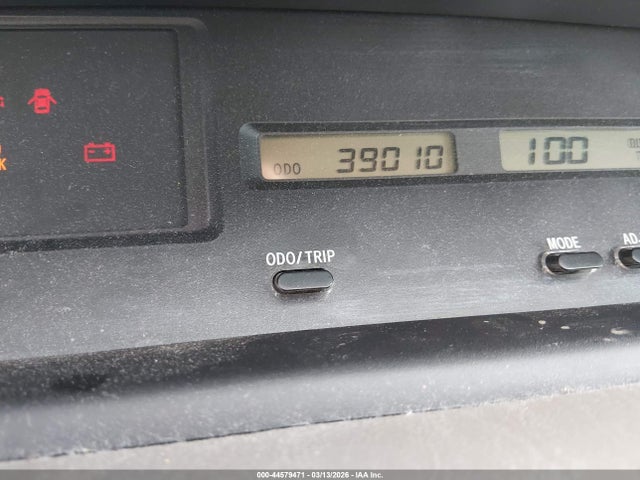 ODO 39010
100
ODO/TRIP
MODE
000-44579471 | 03/13/2026 | IAA Inc.